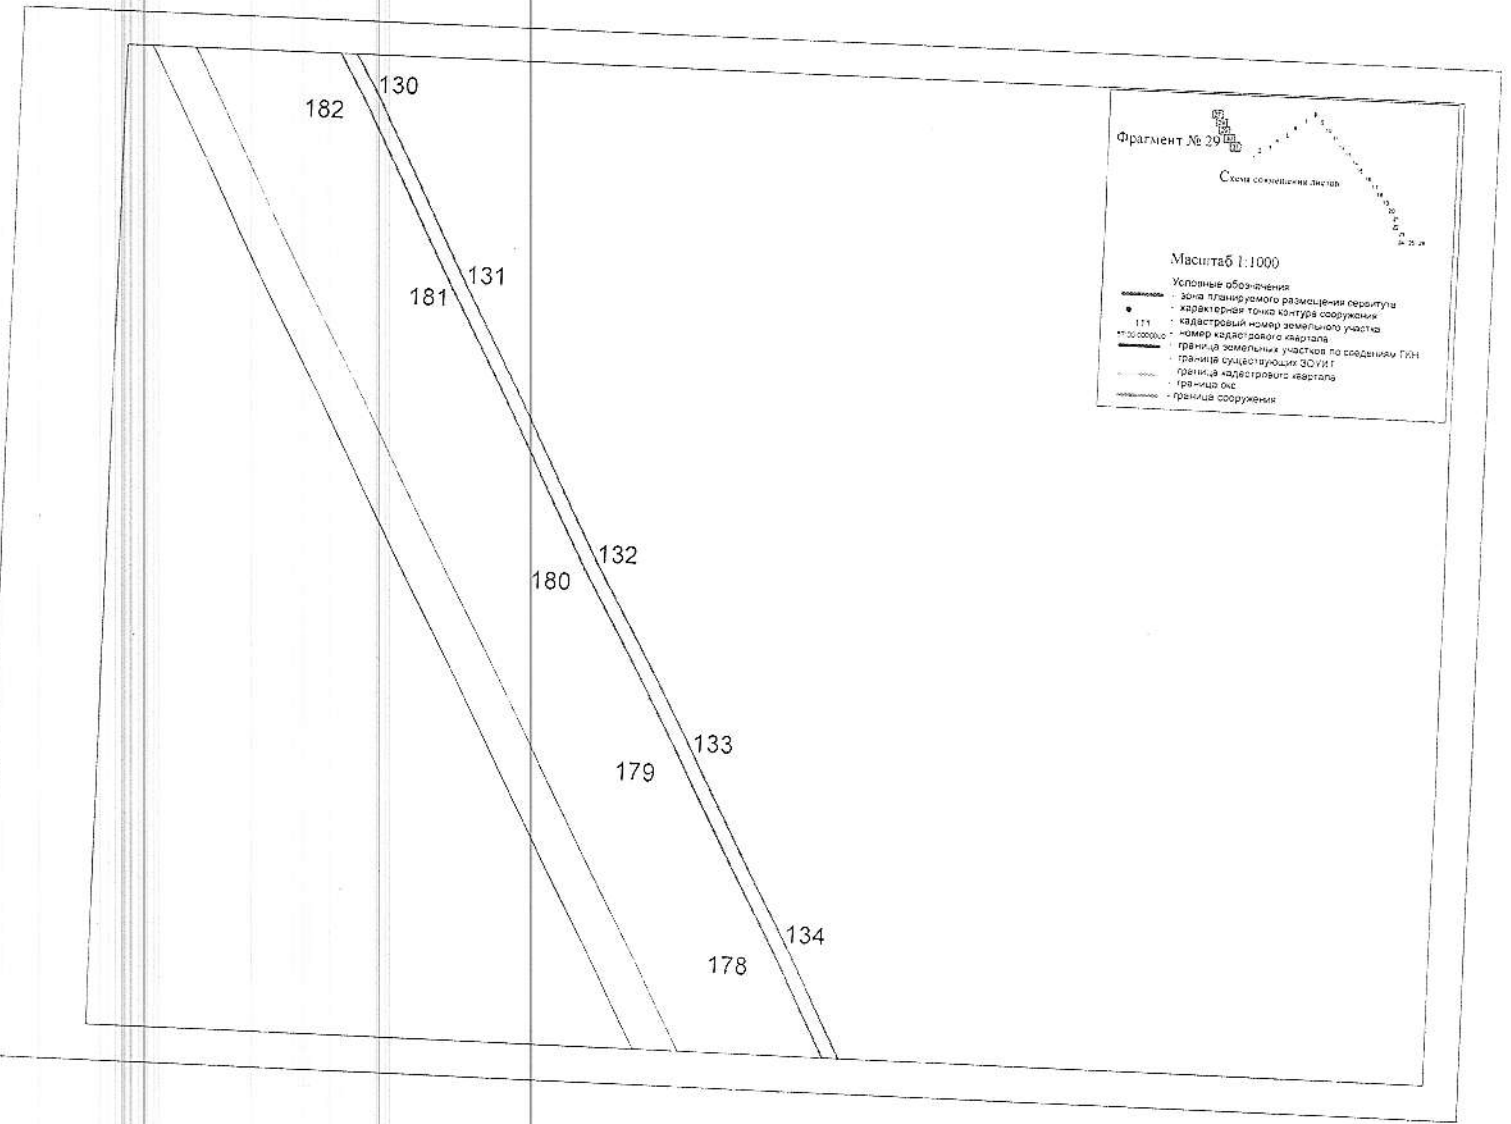 130
182
131
181
132
180
133
179
134
178
Фрагмент № 29
Схема совмещения листов
Масштаб 1:1000
Условные обозначения
- зона планируемого размещения сервитута
- характерная точка контура сооружения
- кадастровый номер земельного участка
- номер кадастрового квартала
- граница земельных участков по сведениям ГКН
- граница существующих ЗОУИТ
- граница кадастрового квартала
- граница окс
- граница сооружения